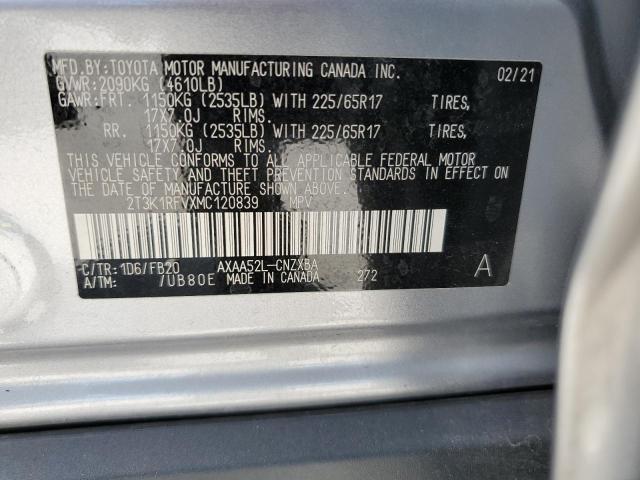 MFD.BY:TOYOTA MOTOR MANUFACTURING CANADA INC. 02/21
GVWR:2090KG (4610LB)
GAWR:FRT. 1150KG (2535LB) WITH 225/65R17 TIRES,
17X7.0J RIMS.
RR. 1150KG (2535LB) WITH 225/65R17 TIRES,
17X7.0J RIMS.
THIS VEHICLE CONFORMS TO ALL APPLICABLE FEDERAL MOTOR
VEHICLE SAFETY AND THEFT PREVENTION STANDARDS IN EFFECT
ON THE DATE OF MANUFACTURE SHOWN ABOVE.
2T3K1RFVXMC120839 MPV
C/TR:1D6/FB20 AXAA52L-CNZXBA A
A/TM: /UB80E MADE IN CANADA 272